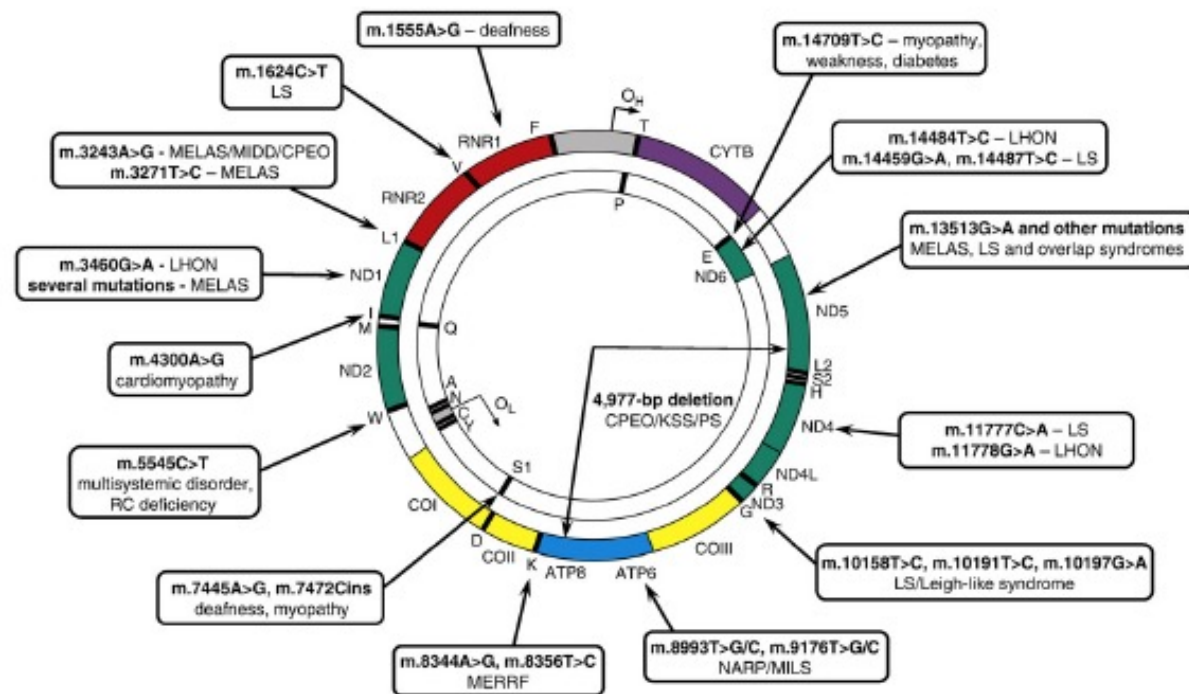 m.1555A>G – deafness
m.14709T>C – myopathy,
weakness, diabetes
m.1624C>T
LS
m.3243A>G - MELAS/MIDD/CPEO
m.3271T>C – MELAS
m.14484T>C – LHON
m.14459G>A, m.14487T>C – LS
m.3460G>A - LHON
several mutations - MELAS
m.13513G>A and other mutations
MELAS, LS and overlap syndromes
m.4300A>G
cardiomyopathy
4,977-bp deletion
CPEO/KSS/PS
m.5545C>T
multisystemic disorder,
RC deficiency
m.11777C>A – LS
m.11778G>A – LHON
m.7445A>G, m.7472Cins
deafness, myopathy
m.10158T>C, m.10191T>C, m.10197G>A
LS/Leigh-like syndrome
m.8344A>G, m.8356T>C
MERRF
m.8993T>G/C, m.9176T>G/C
NARP/MILS
OH
F
T
RNR1
CYTB
V
RNR2
P
L1
E
ND6
ND1
ND5
I
M
Q
ND2
L2
H
A
N
C
OL
W
ND4
S1
ND4L
R
ND3
G
COI
D
COII
K
ATP8
ATP6
COIII